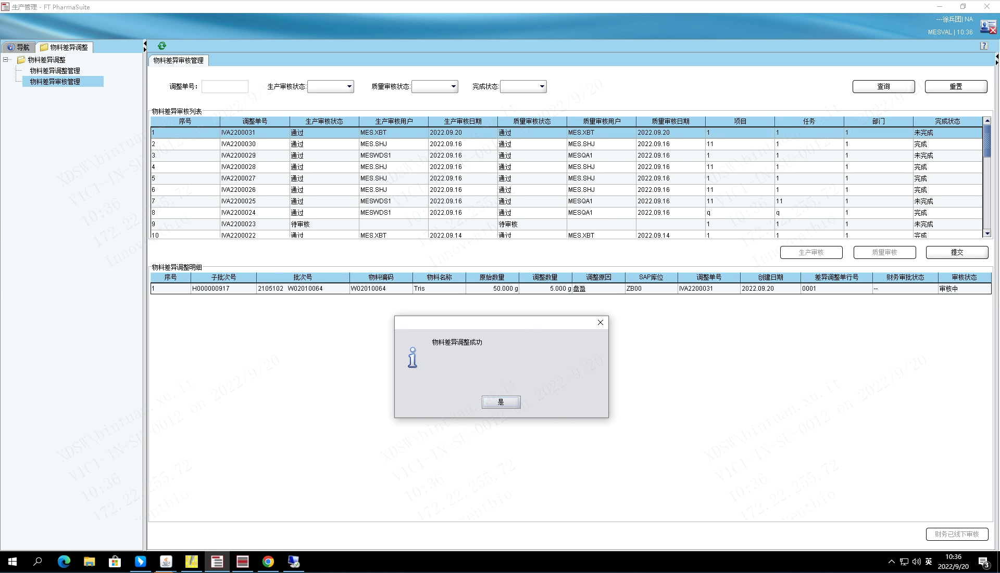 生产管理 - FT PharmaSuite
---徐兵团| NA
MESVAL | 10:36
导航 物料差异调整
物料差异调整
物料差异调整管理
物料差异审核管理
物料差异审核管理
调整单号: 生产审核状态: 质量审核状态: 完成状态: 查询 重置
物料差异审核列表
序号 调整单号 生产审核状态 生产审核用户 生产审核日期 质量审核状态 质量审核用户 质量审核日期 项目 任务 部门 完成状态
1 IVA2200031 通过 MES.XBT 2022.09.20 通过 MES.XBT 2022.09.20 1 1 1 未完成
2 IVA2200030 通过 MES.SHJ 2022.09.16 通过 MES.SHJ 2022.09.16 11 1 1 完成
3 IVA2200029 通过 MESWDS1 2022.09.16 通过 MESQA1 2022.09.16 1 1 1 未完成
4 IVA2200028 通过 MES.SHJ 2022.09.16 通过 MES.SHJ 2022.09.16 11 1 1 完成
5 IVA2200027 通过 MES.SHJ 2022.09.16 通过 MES.SHJ 2022.09.16 1 1 1 完成
6 IVA2200026 通过 MES.SHJ 2022.09.16 通过 MES.SHJ 2022.09.16 11 1 1 完成
7 IVA2200025 通过 MESWDS1 2022.09.16 通过 MESQA1 2022.09.16 11 11 1 未完成
8 IVA2200024 通过 MESWDS1 2022.09.16 通过 MESQA1 2022.09.16 q q 1 完成
9 IVA2200023 待审核 待审核 1 1 1 未完成
10 IVA2200022 通过 MES.XBT 2022.09.14 通过 MES.XBT 2022.09.14 1 1 1 完成
生产审核 质量审核 提交
物料差异调整明细
序号 子批次号 批次号 物料编码 物料名称 原始数量 调整数量 调整原因 SAP库位 调整单号 创建日期 差异调整单行号 财务审批状态 审核状态
1 H000000917 2105102 W02010064 W02010064 Tris 50.000 g 5.000 g 盘盈 ZB00 IVA2200031 2022.09.20 0001 -- 审核中
物料差异调整成功
是
财务已线下审核
XDSW\bintuan.xu.it
V1C1-IN-SU-0012 on 2022/9/20
10:36
172.22.255.72
Innoventbio
英
10:36
2022/9/20
3